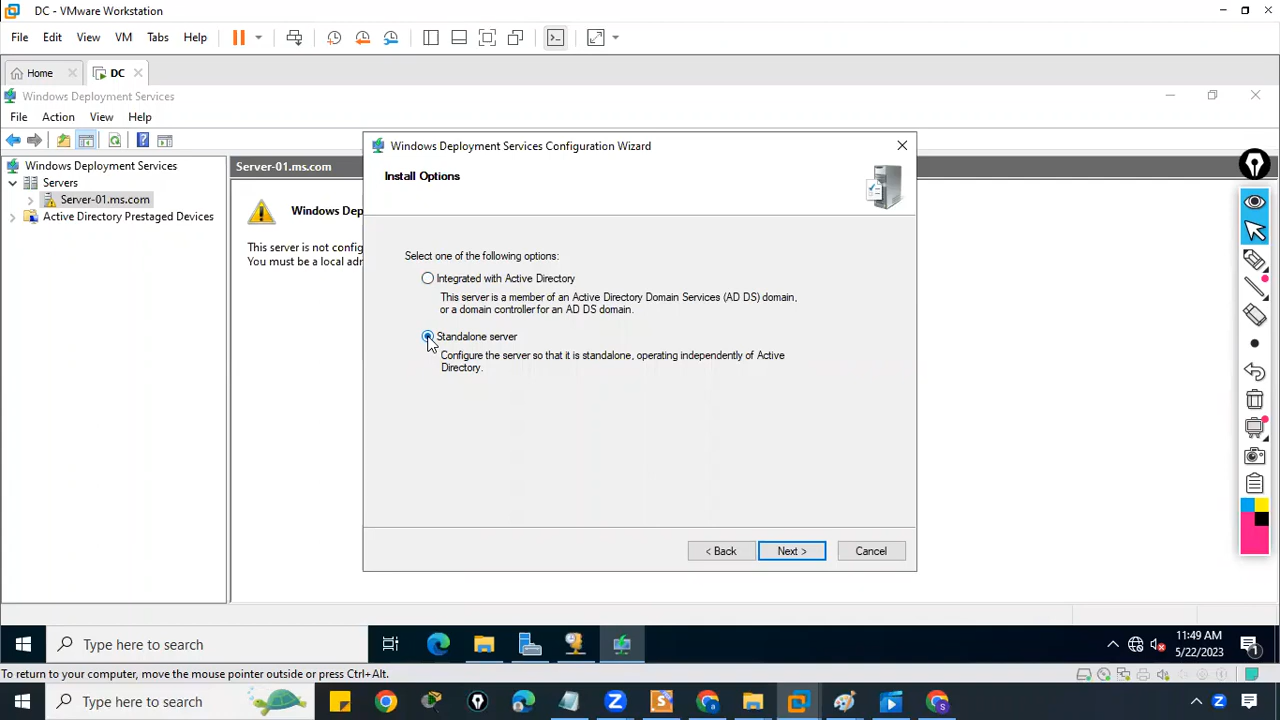 DC - VMware Workstation
File Edit View VM Tabs Help
Home
DC
Windows Deployment Services
File Action View Help
Windows Deployment Services
Servers
Server-01.ms.com
Active Directory Prestaged Devices
Server-01.ms.com
Windows Dep
This server is not config
You must be a local adm
Windows Deployment Services Configuration Wizard
Install Options
Select one of the following options:
Integrated with Active Directory
This server is a member of an Active Directory Domain Services (AD DS) domain,
or a domain controller for an AD DS domain.
Standalone server
Configure the server so that it is standalone, operating independently of Active
Directory.
< Back
Next >
Cancel
Type here to search
11:49 AM
5/22/2023
1
To return to your computer, move the mouse pointer outside or press Ctrl+Alt.
Type here to search